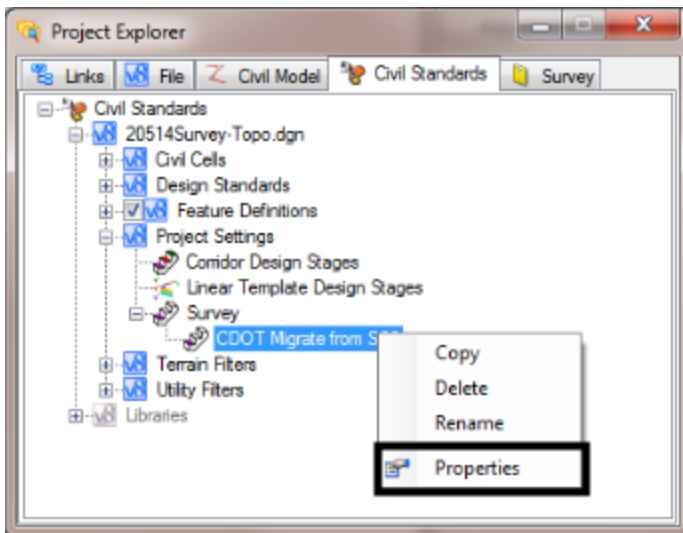 Project Explorer
Links File Civil Model Civil Standards Survey
Civil Standards
20514Survey-Topo.dgn
Civil Cells
Design Standards
Feature Definitions
Project Settings
Corridor Design Stages
Linear Template Design Stages
Survey
CDOT Migrate from
Terrain Filters
Utility Filters
Libraries
Copy
Delete
Rename
Properties